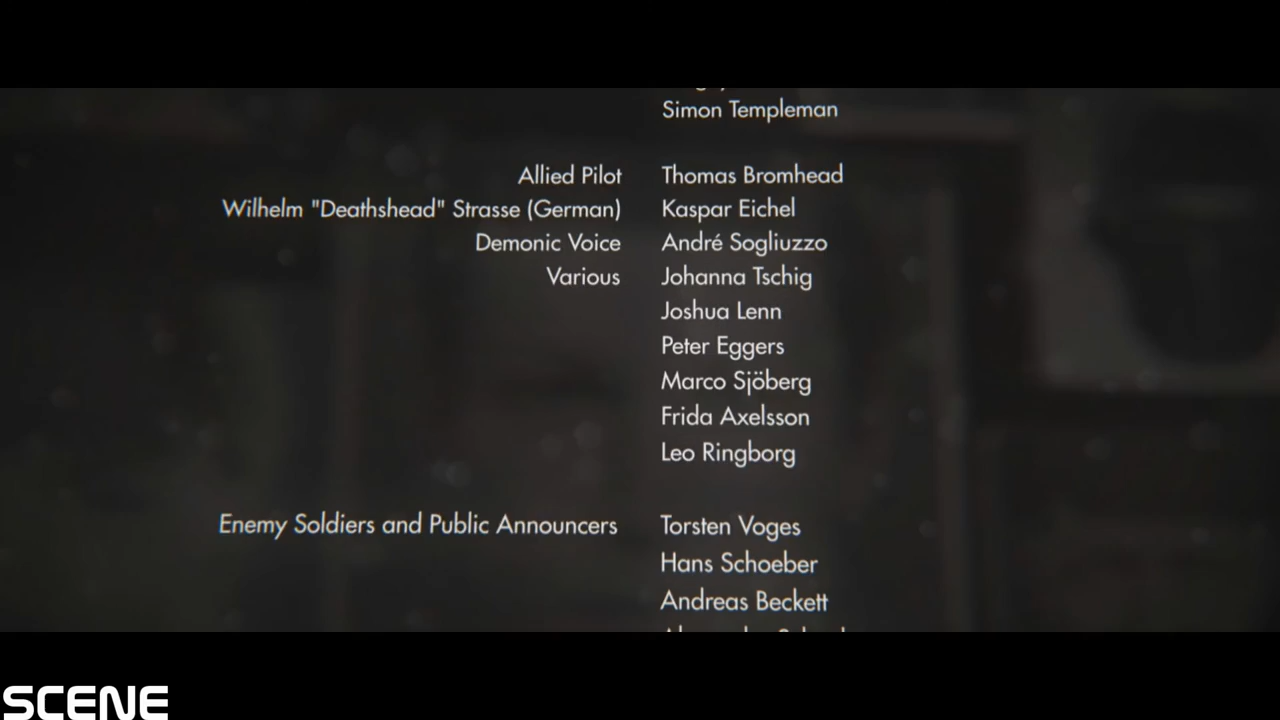 Simon Templeman
Allied Pilot Thomas Bromhead
Wilhelm "Deathshead" Strasse (German) Kaspar Eichel
Demonic Voice André Sogliuzzo
Various Johanna Tschig
Joshua Lenn
Peter Eggers
Marco Sjöberg
Frida Axelsson
Leo Ringborg
Enemy Soldiers and Public Announcers Torsten Voges
Hans Schoeber
Andreas Beckett
SCENE